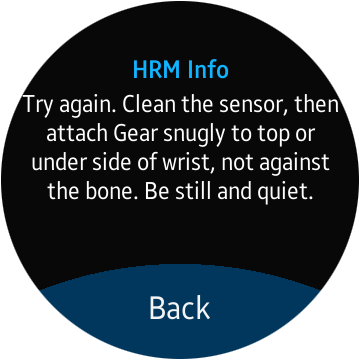 HRM Info
Try again. Clean the sensor, then
attach Gear snugly to top or
under side of wrist, not against
the bone. Be still and quiet.
Back